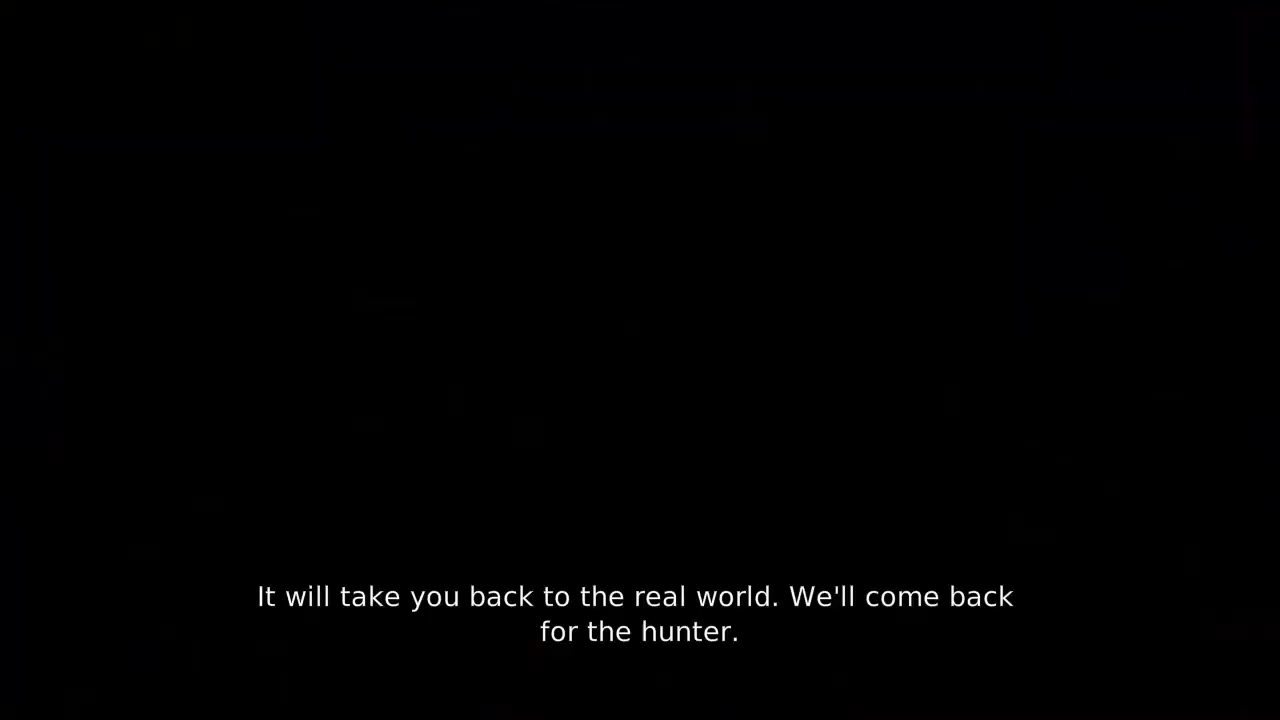 It will take you back to the real world. We'll come back
for the hunter.